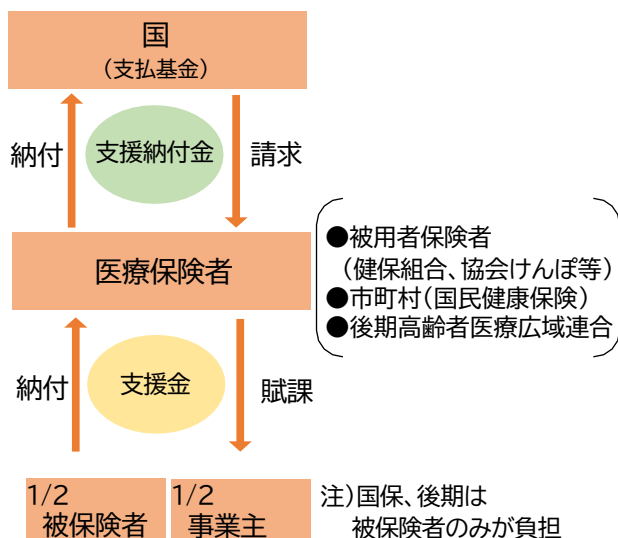 国
（支払基金）
納付
支援納付金
請求
医療保険者
●被用者保険者
（健保組合、協会けんぽ等）
●市町村（国民健康保険）
●後期高齢者医療広域連合
納付
支援金
賦課
1/2
被保険者
1/2
事業主
注）国保、後期は
被保険者のみが負担